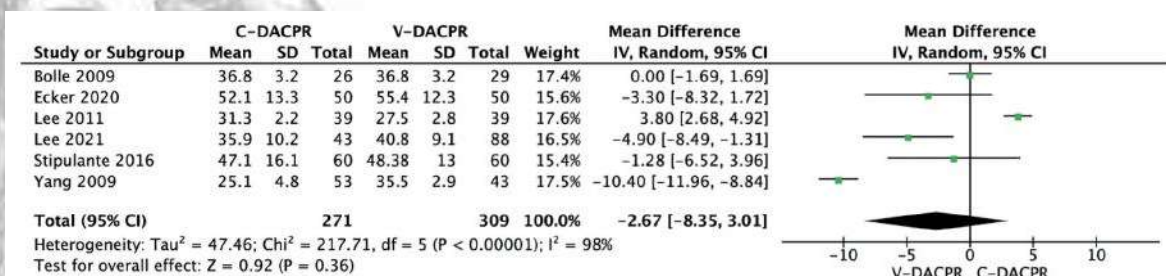 C-DACPR V-DACPR Mean Difference Mean Difference
Study or Subgroup Mean SD Total Mean SD Total Weight IV, Random, 95% CI IV, Random, 95% CI
Bolle 2009 36.8 3.2 26 36.8 3.2 29 17.4% 0.00 [-1.69, 1.69]
Ecker 2020 52.1 13.3 50 55.4 12.3 50 15.6% -3.30 [-8.32, 1.72]
Lee 2011 31.3 2.2 39 27.5 2.8 39 17.6% 3.80 [2.68, 4.92]
Lee 2021 35.9 10.2 43 40.8 9.1 88 16.5% -4.90 [-8.49, -1.31]
Stipulante 2016 47.1 16.1 60 48.38 13 60 15.4% -1.28 [-6.52, 3.96]
Yang 2009 25.1 4.8 53 35.5 2.9 43 17.5% -10.40 [-11.96, -8.84]
Total (95% CI) 271 309 100.0% -2.67 [-8.35, 3.01]
Heterogeneity: Tau² = 47.46; Chi² = 217.71, df = 5 (P < 0.00001); I² = 98%
Test for overall effect: Z = 0.92 (P = 0.36)
-10 -5 0 5 10
V-DACPR C-DACPR